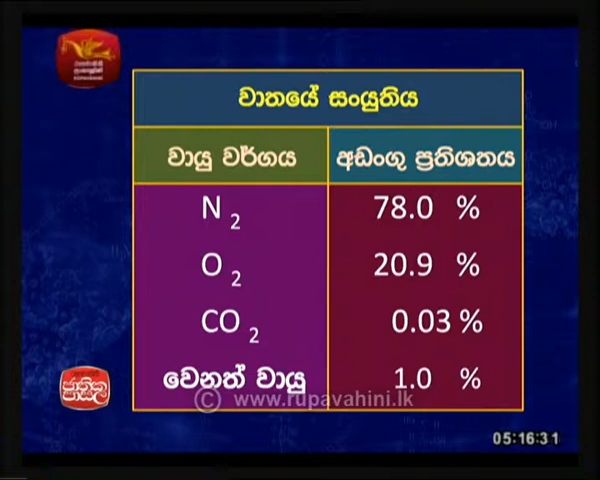 වාතයේ සංයුතිය
වායු වර්ගය අඩංගු ප්‍රතිශතය
N 2 78.0 %
O 2 20.9 %
CO 2 0.03 %
වෙනත් වායු 1.0 %
ජාතික
පාසල
© www.rupavahini.lk
05:16:31